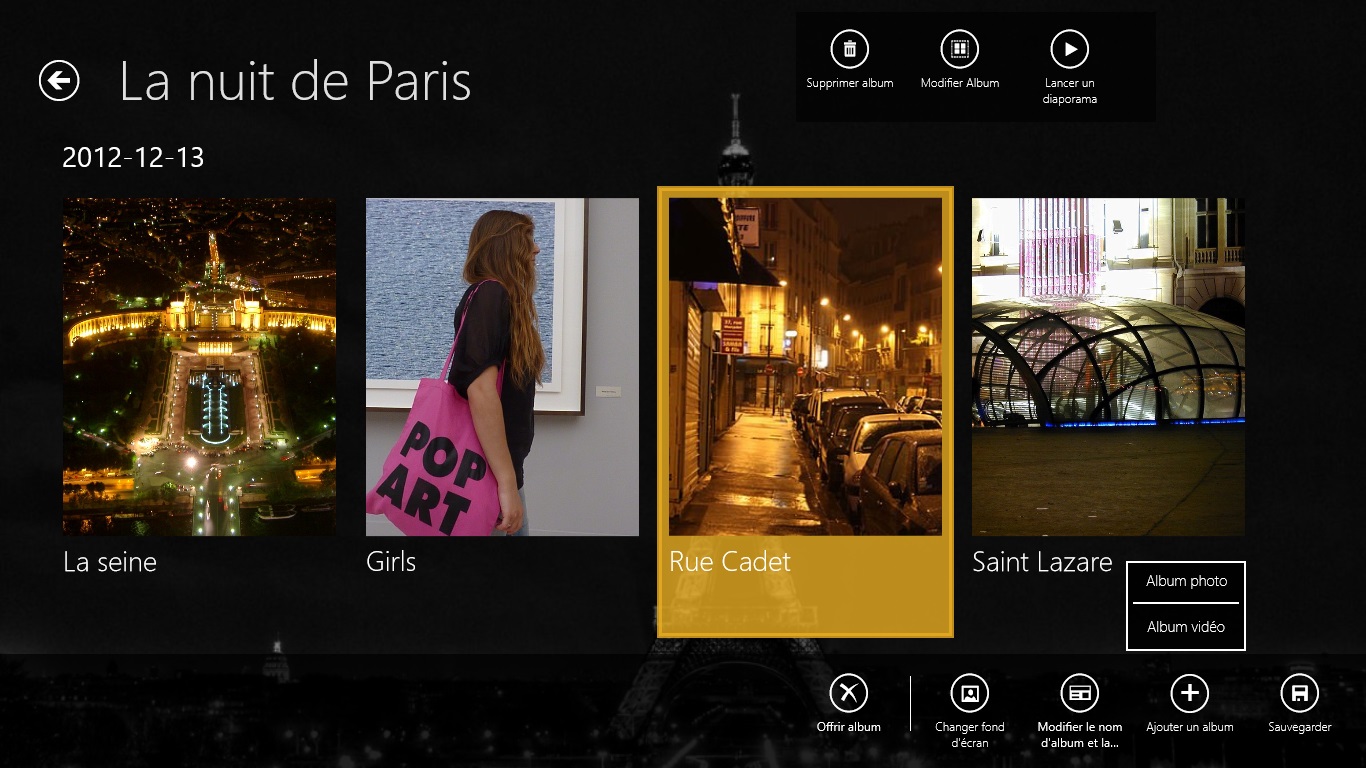 La nuit de Paris
Supprimer album
Modifier Album
Lancer un
diaporama
2012-12-13
POP
ART
La seine
Girls
Rue Cadet
Saint Lazare
Album photo
Album vidéo
Offrir album
Changer fond
d'écran
Modifier le nom
d'album et la...
Ajouter un album
Sauvegarder